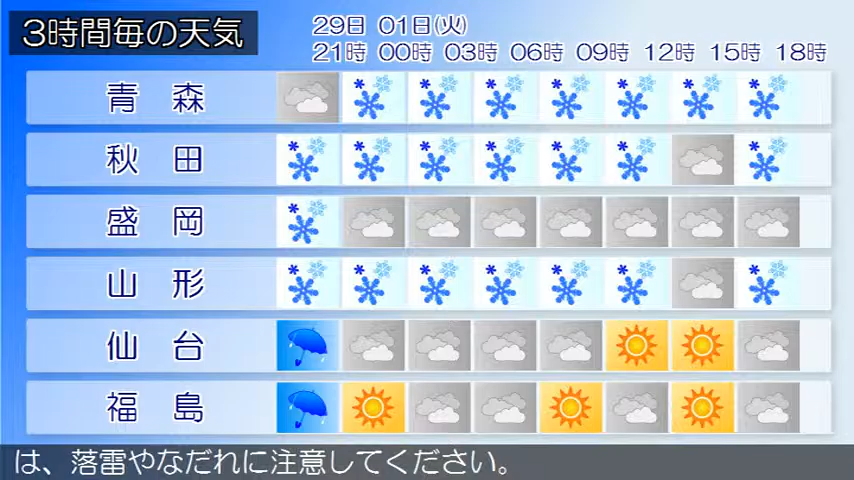 3時間毎の天気
29日 01日(火)
21時 00時 03時 06時 09時 12時 15時 18時
青 森
秋 田
盛 岡
山 形
仙 台
福 島
は、落雷やなだれに注意してください。